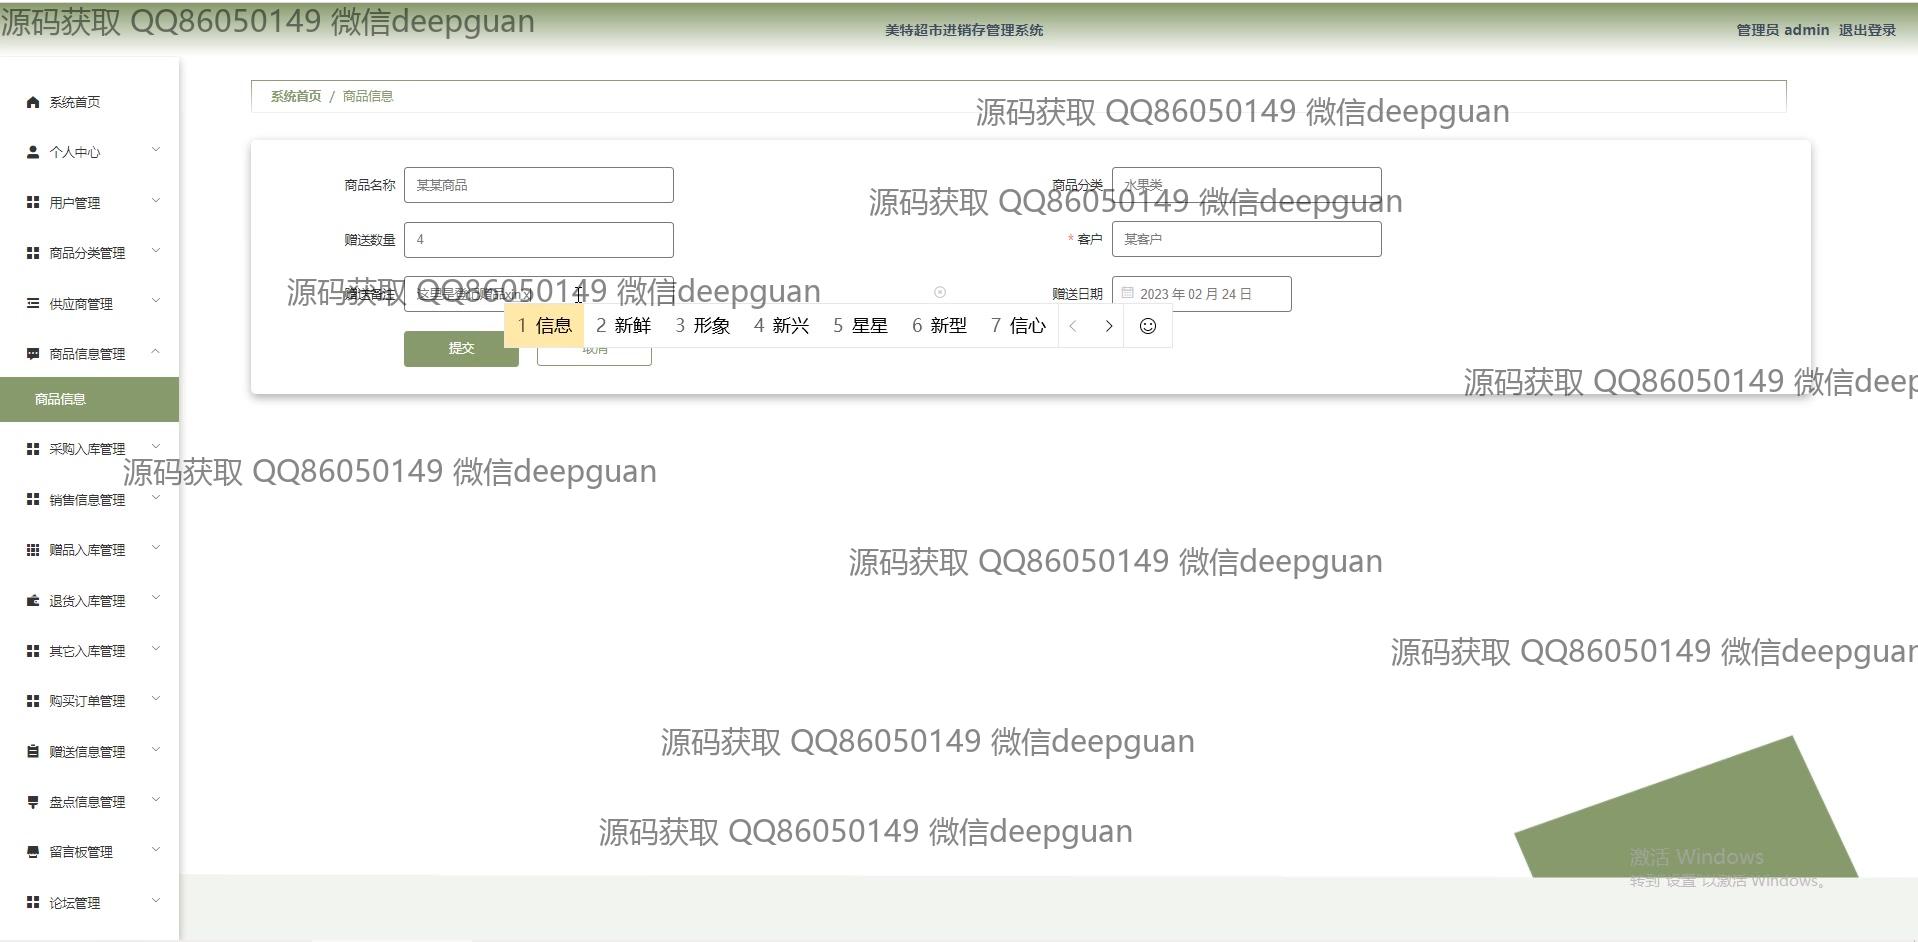 源码获取 QQ86050149 微信deepguan
美特超市进销存管理系统
管理员 admin 退出登录
系统首页 / 商品信息
源码获取 QQ86050149 微信deepguan
系统首页
个人中心
用户管理
商品分类管理
供应商管理
商品信息管理
商品信息
采购入库管理
销售信息管理
赠品入库管理
退货入库管理
其它入库管理
购买订单管理
赠送信息管理
盘点信息管理
留言板管理
论坛管理
商品名称 某某商品
商品分类 水果类
源码获取 QQ86050149 微信deepguan
赠送数量 4
* 客户 某客户
源码获取 QQ86050149 微信deepguan
赠送备注 这里是登记赠品xin'x
赠送日期 2023 年 02 月 24 日
1 信息 2 新鲜 3 形象 4 新兴 5 星星 6 新型 7 信心
提交 取消
源码获取 QQ86050149 微信deep
源码获取 QQ86050149 微信deepguan
源码获取 QQ86050149 微信deepguan
源码获取 QQ86050149 微信deepguan
源码获取 QQ86050149 微信deepguan
源码获取 QQ86050149 微信deepguan
激活 Windows
转到"设置"以激活 Windows。